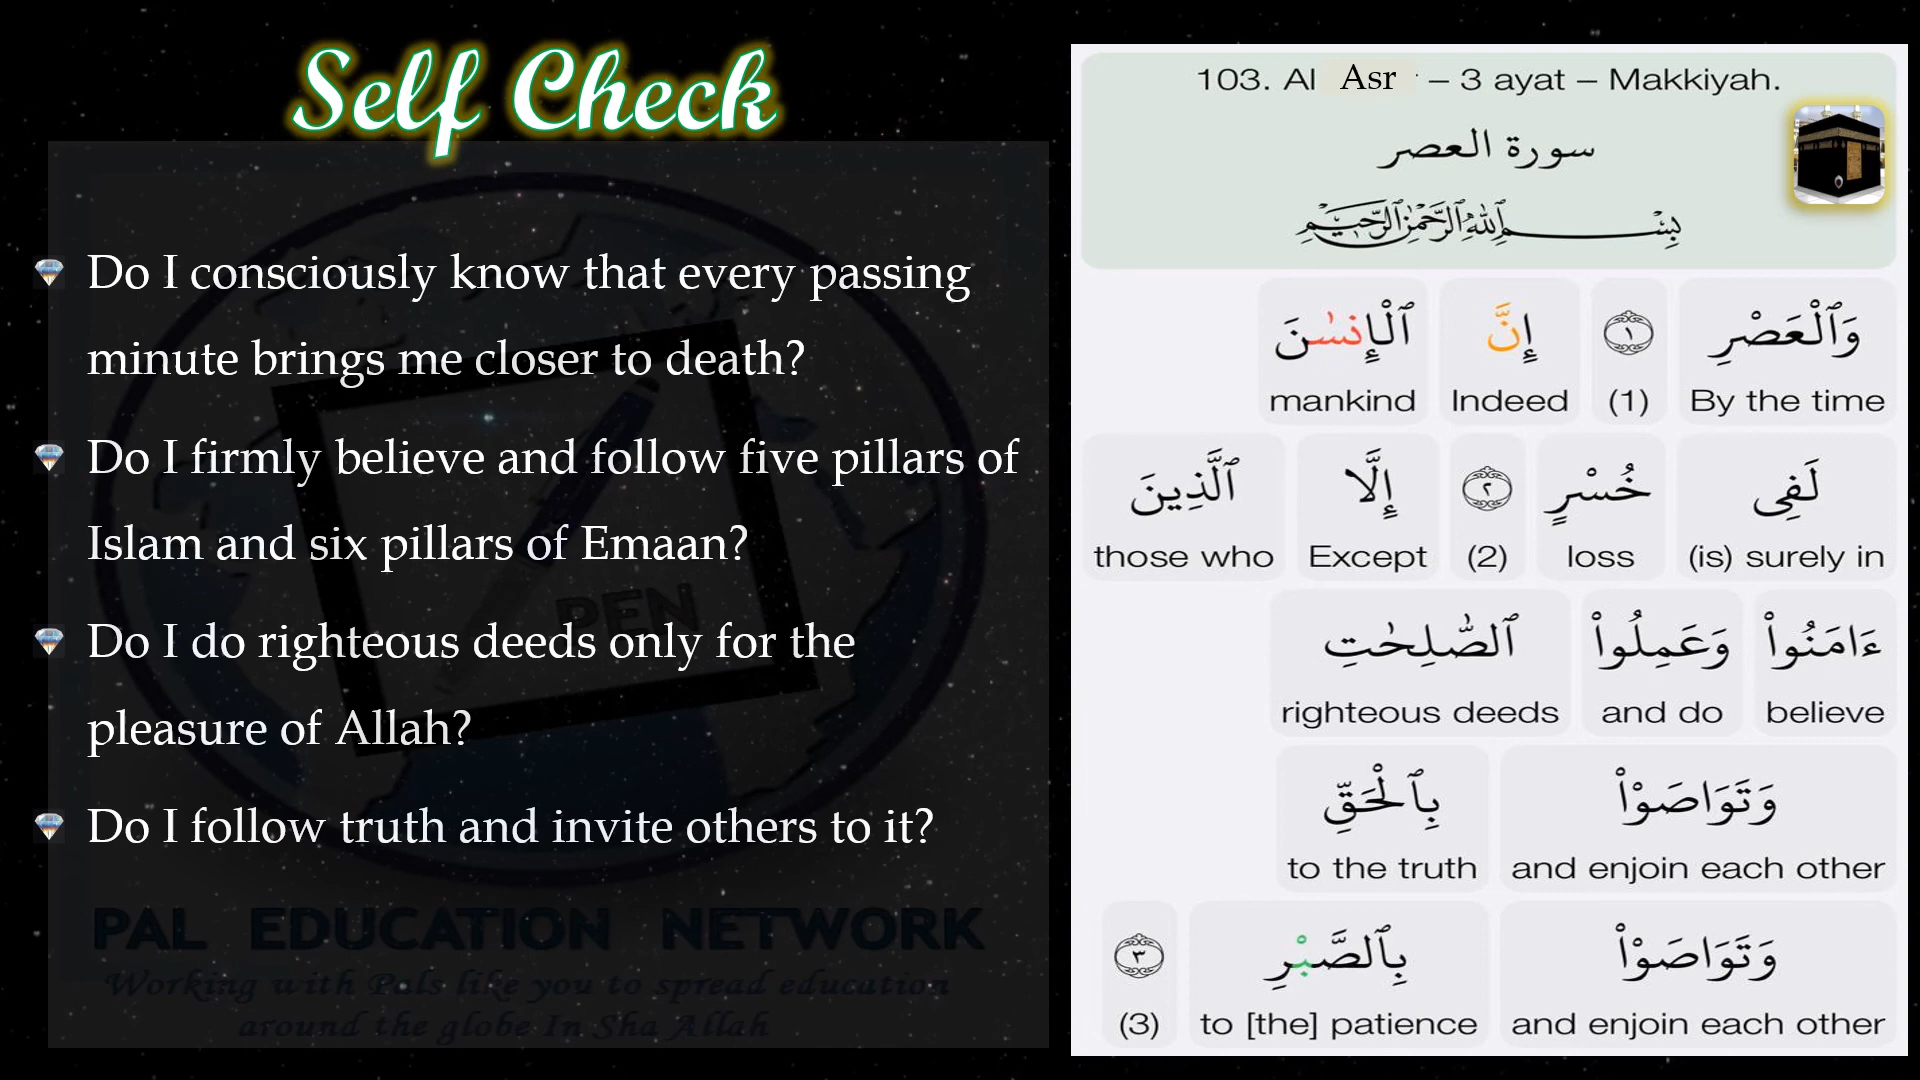 Self Check
Do I consciously know that every passing
minute brings me closer to death?
Do I firmly believe and follow five pillars of
Islam and six pillars of Emaan?
Do I do righteous deeds only for the
pleasure of Allah?
Do I follow truth and invite others to it?
PEN
PAL EDUCATION NETWORK
Working with Pals like you to spread education
around the globe In Sha Allah
103. Al Asr – 3 ayat – Makkiyah.
سورة العصر
بِسْمِ ٱللَّهِ ٱلرَّحْمَٰنِ ٱلرَّحِيمِ
وَٱلْعَصْرِ ١ إِنَّ ٱلْإِنسَٰنَ
By the time (1) Indeed mankind
لَفِى خُسْرٍ ٢ إِلَّا ٱلَّذِينَ
(is) surely in loss (2) Except those who
ءَامَنُوا۟ وَعَمِلُوا۟ ٱلصَّٰلِحَٰتِ
believe and do righteous deeds
وَتَوَاصَوْا۟ بِٱلْحَقِّ
and enjoin each other to the truth
وَتَوَاصَوْا۟ بِٱلصَّبْرِ ٣
and enjoin each other to [the] patience (3)